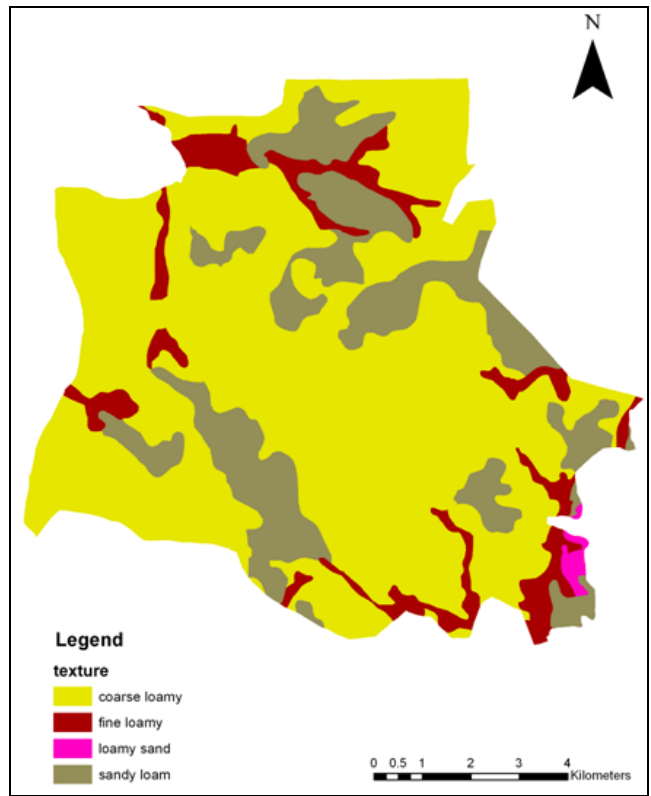 N
Legend
texture
coarse loamy
fine loamy
loamy sand
sandy loam
0 0.5 1 2 3 4
Kilometers